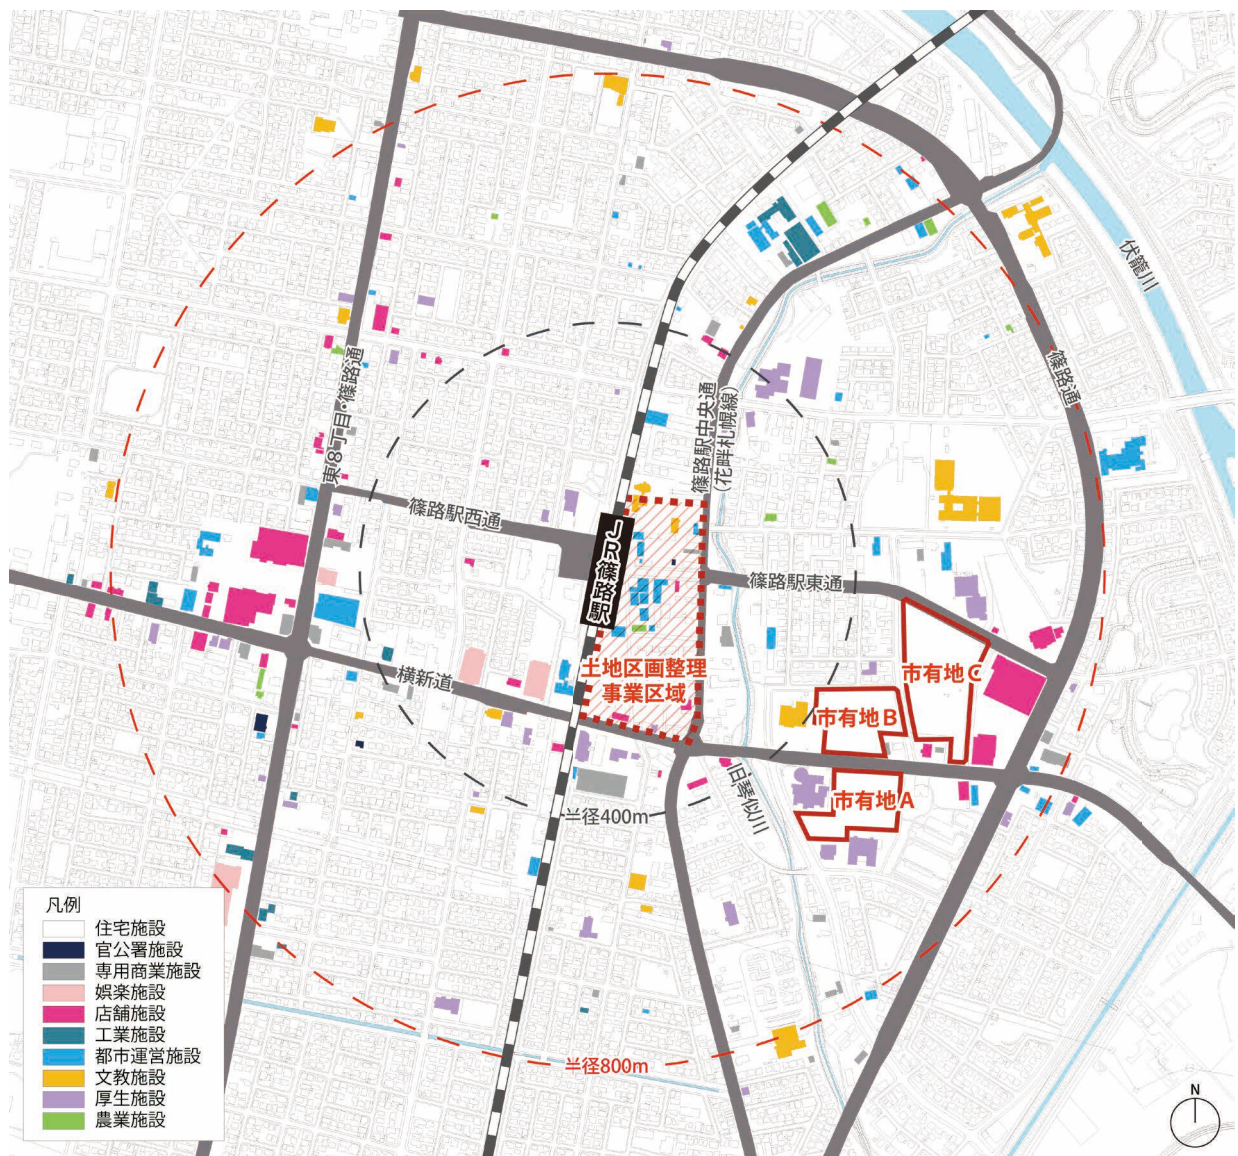 伏籠川
篠路通
東8丁目・篠路通
篠路駅中央通
(花畔札幌線)
篠路駅西通
JR篠路駅
篠路駅東通
土地区画整理
事業区域
横新道
市有地C
市有地B
市有地A
旧琴似川
半径400m
半径800m
凡例
住宅施設
官公署施設
専用商業施設
娯楽施設
店舗施設
工業施設
都市運営施設
文教施設
厚生施設
農業施設
N